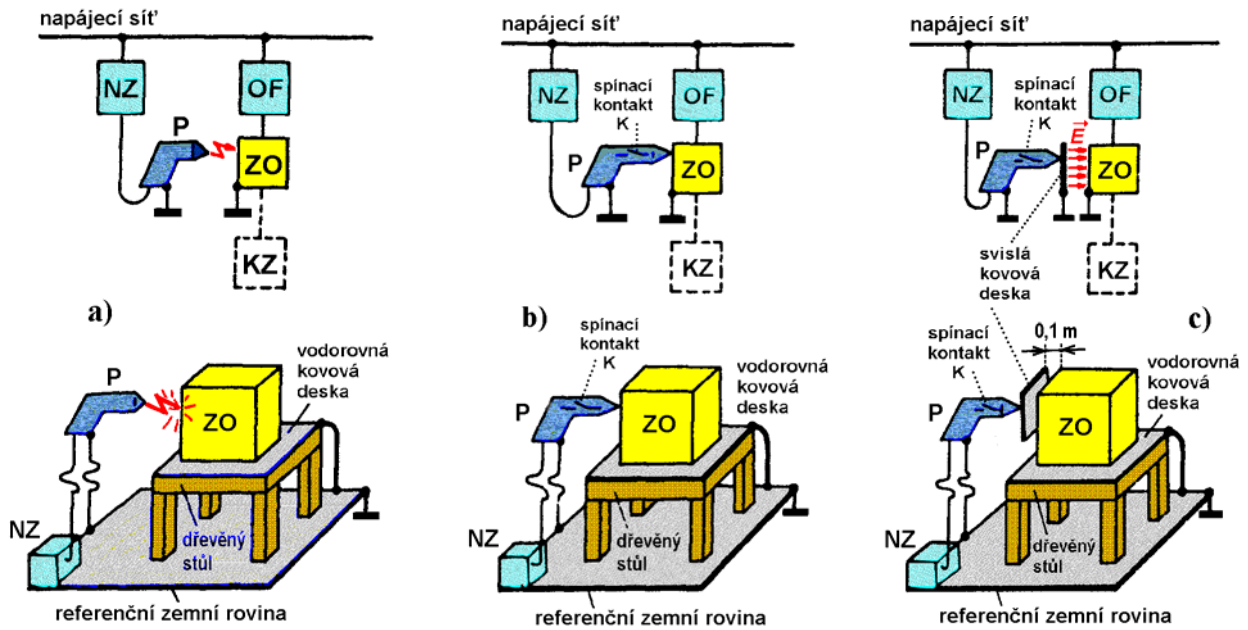 napájecí síť
NZ
OF
P
ZO
KZ
a)
P
ZO
vodorovná
kovová
deska
NZ
dřevěný
stůl
referenční zemní rovina
napájecí síť
NZ
spínací
kontakt
K
OF
P
ZO
KZ
b)
spínací
kontakt
K
P
ZO
vodorovná
kovová
deska
NZ
dřevěný
stůl
referenční zemní rovina
napájecí síť
NZ
spínací
kontakt
K
OF
E
P
ZO
svislá
kovová
deska
KZ
c)
0,1 m
spínací
kontakt
K
P
ZO
vodorovná
kovová
deska
NZ
dřevěný
stůl
referenční zemní rovina